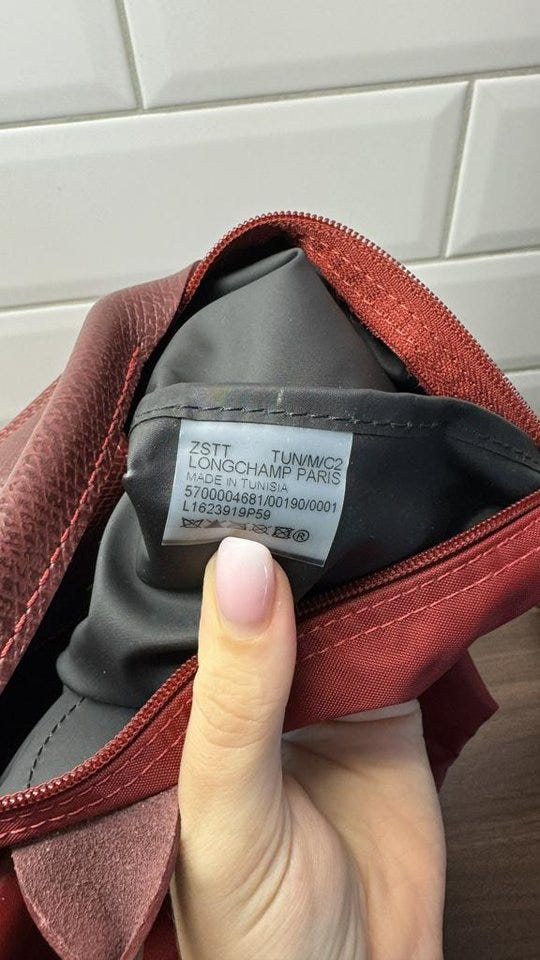 ZSTT TUN/M/C2
LONGCHAMP PARIS
MADE IN TUNISIA
5700004681/00190/0001
L1623919P59
®